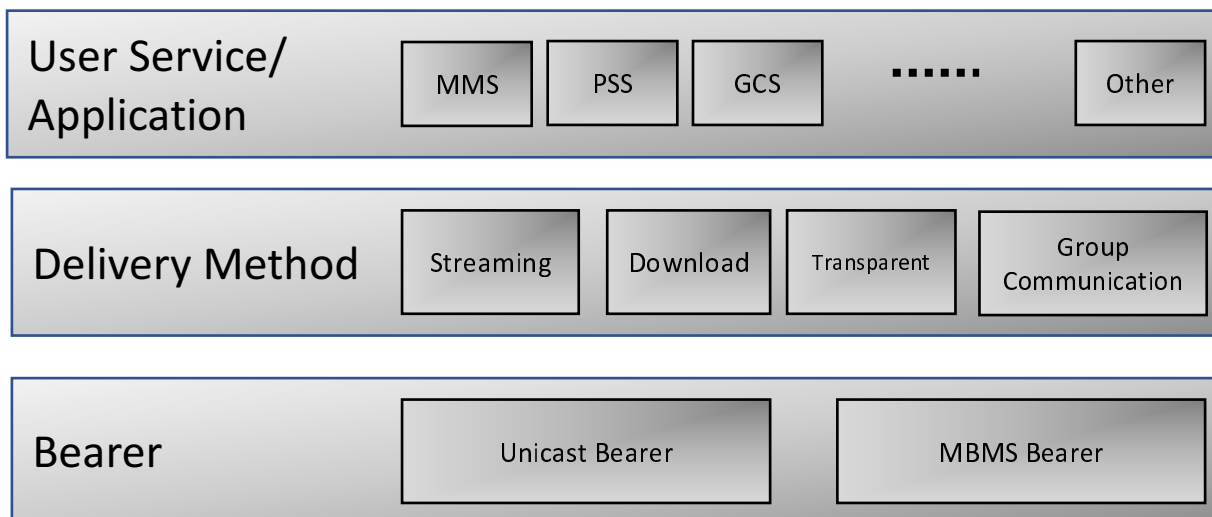 User Service/
Application
MMS
PSS
GCS
......
Other
Delivery Method
Streaming
Download
Transparent
Group
Communication
Bearer
Unicast Bearer
MBMS Bearer